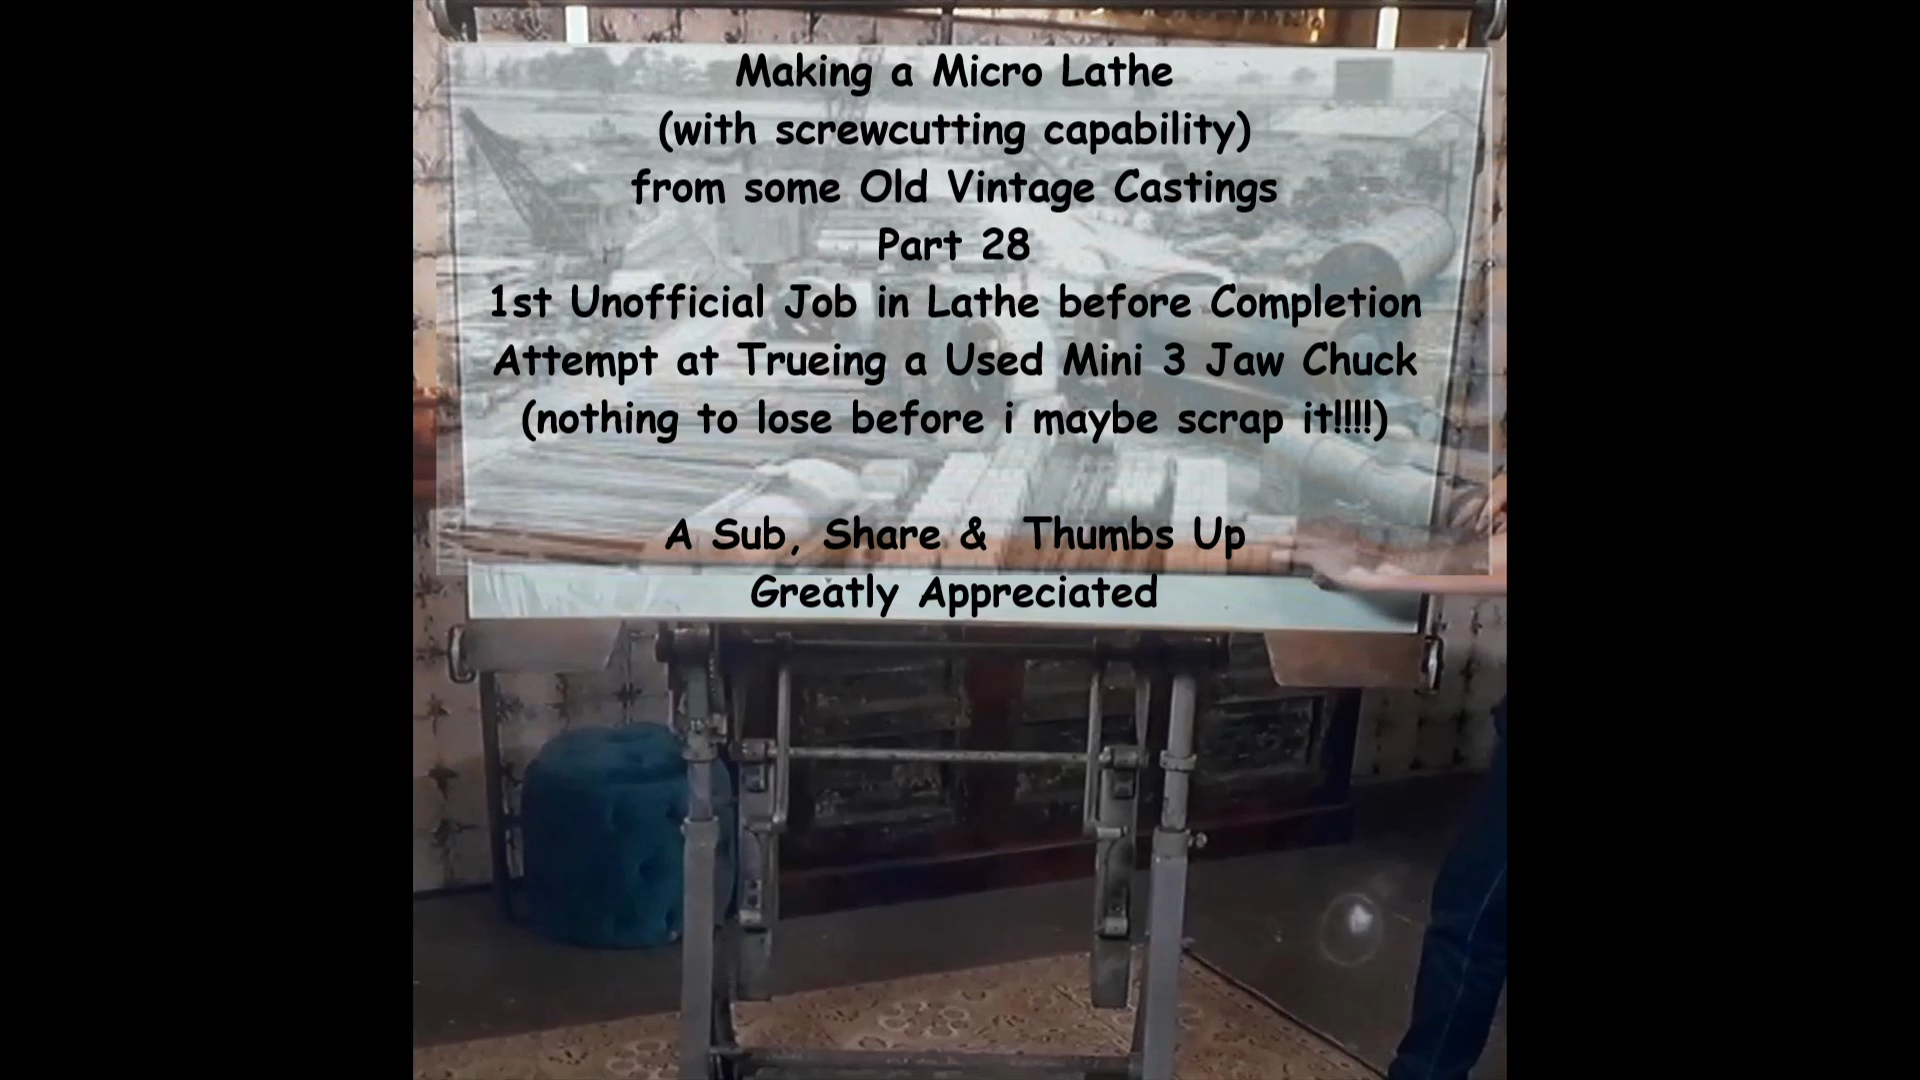 Making a Micro Lathe
(with screwcutting capability)
from some Old Vintage Castings
Part 28
1st Unofficial Job in Lathe before Completion
Attempt at Trueing a Used Mini 3 Jaw Chuck
(nothing to lose before i maybe scrap it!!!!)
A Sub, Share & Thumbs Up
Greatly Appreciated